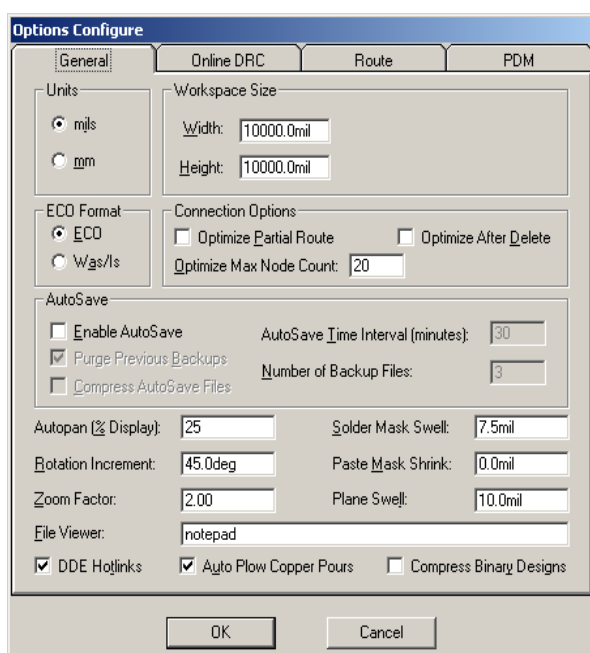 Options Configure
General Online DRC Route PDM
Units
mils
mm
Workspace Size
Width: 10000.0mil
Height: 10000.0mil
ECO Format
ECO
Was/Is
Connection Options
Optimize Partial Route Optimize After Delete
Optimize Max Node Count: 20
AutoSave
Enable AutoSave AutoSave Time Interval (minutes): 30
Purge Previous Backups
Number of Backup Files: 3
Compress AutoSave Files
Autopan (% Display): 25 Solder Mask Swell: 7.5mil
Rotation Increment: 45.0deg Paste Mask Shrink: 0.0mil
Zoom Factor: 2.00 Plane Swell: 10.0mil
File Viewer: notepad
DDE Hotlinks Auto Plow Copper Pours Compress Binary Designs
OK Cancel